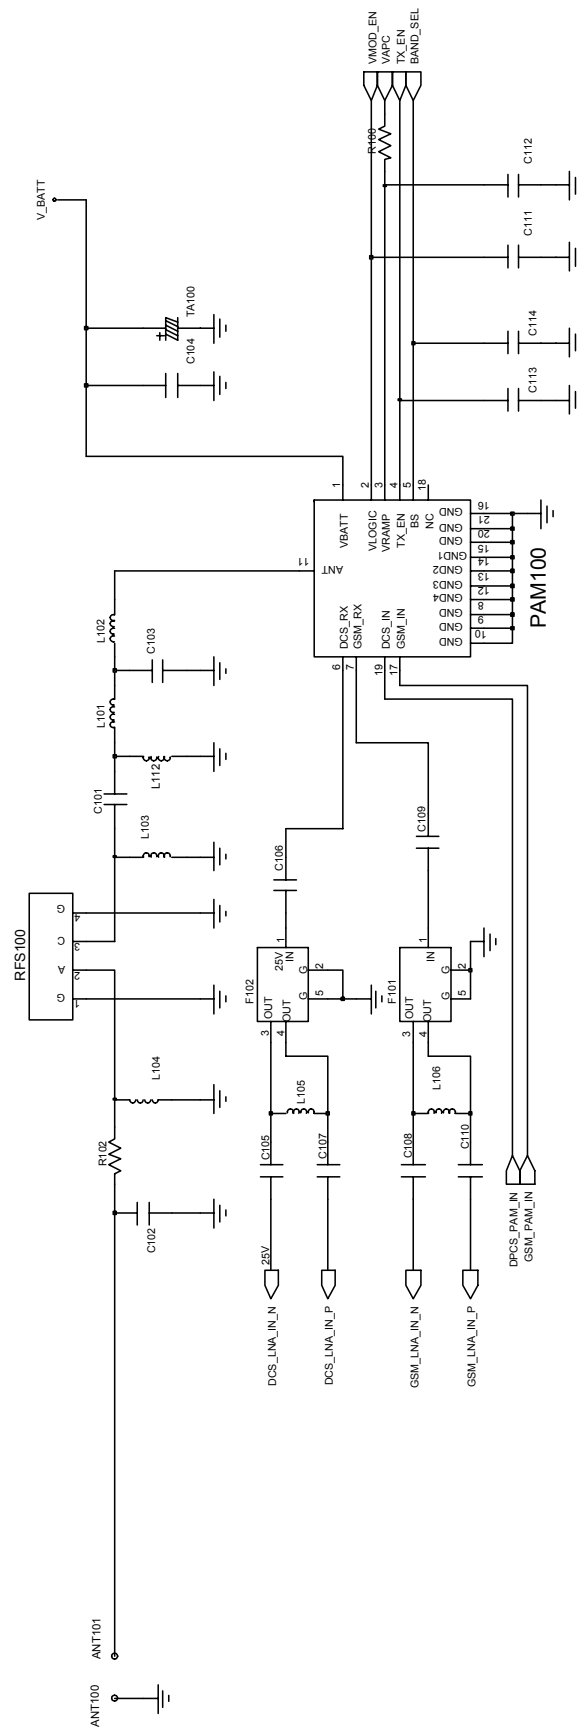 VMOD_EN
VAPC
TX_EN
BAND_SEL
R100
C112
V_BATT
C111
TA100
+
C104
C114
C113
1
2
3
4
5
18
11
VBATT
VLOGIC
VRAMP
TX_EN
BS
NC
ANT
GND
GND
GND
GND1
GND2
GND3
GND4
GND
GND
GND
16
21
20
15
14
13
12
8
9
10
PAM100
DCS_RX
GSM_RX
DCS_IN
GSM_IN
6
7
19
17
L102
C103
L101
L112
C101
L103
RFS100
G
C
A
G
4
3
2
1
C106
C109
F102
25V
IN
1
G
2
G
5
OUT
OUT
3
4
F101
IN
1
G
2
G
5
OUT
OUT
3
4
L104
R102
C102
L105
L106
C105
C107
C108
C110
25V
DCS_LNA_IN_N
DCS_LNA_IN_P
GSM_LNA_IN_N
GSM_LNA_IN_P
DPCS_PAM_IN
GSM_PAM_IN
ANT101
ANT100